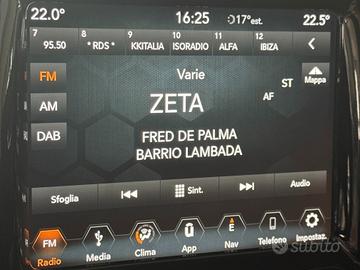 22.0° 16:25 17°est. 22.5°
7 8 9 10 11 12
95.50 * RDS * KKITALIA ISORADIO ALFA IBIZA
FM Varie ST Mappa
AM ZETA AF
DAB FRED DE PALMA
BARRIO LAMBADA
Sfoglia Sint. Audio
FM E
Radio Media Clima App Nav Telefono Impostaz.
subito